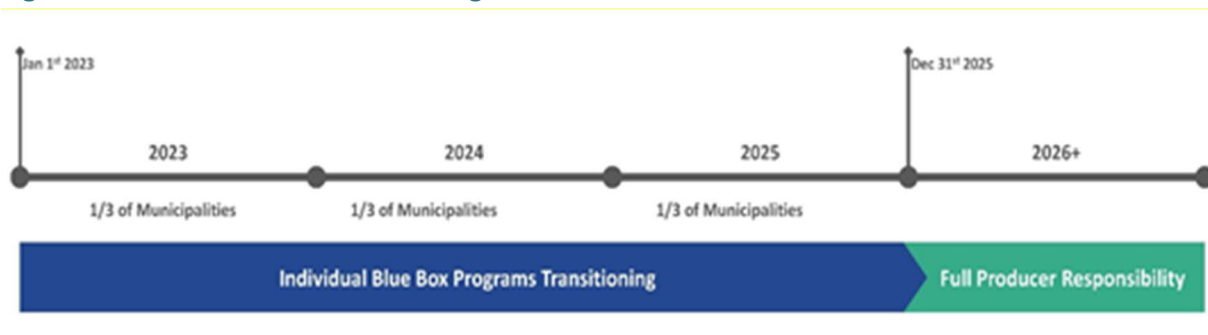 Jan 1st 2023
Dec 31st 2025
2023
2024
2025
2026+
1/3 of Municipalities
1/3 of Municipalities
1/3 of Municipalities
Individual Blue Box Programs Transitioning
Full Producer Responsibility